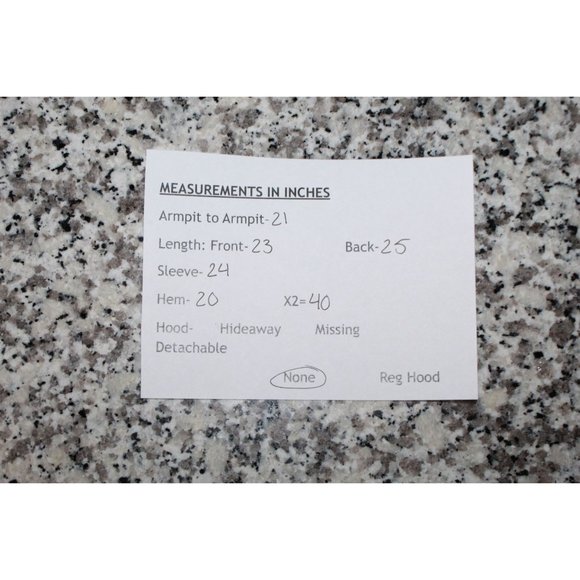 MEASUREMENTS IN INCHES
Armpit to Armpit- 21
Length: Front- 23 Back- 25
Sleeve- 24
Hem- 20 X2= 40
Hood- Hideaway Missing
Detachable
None Reg Hood